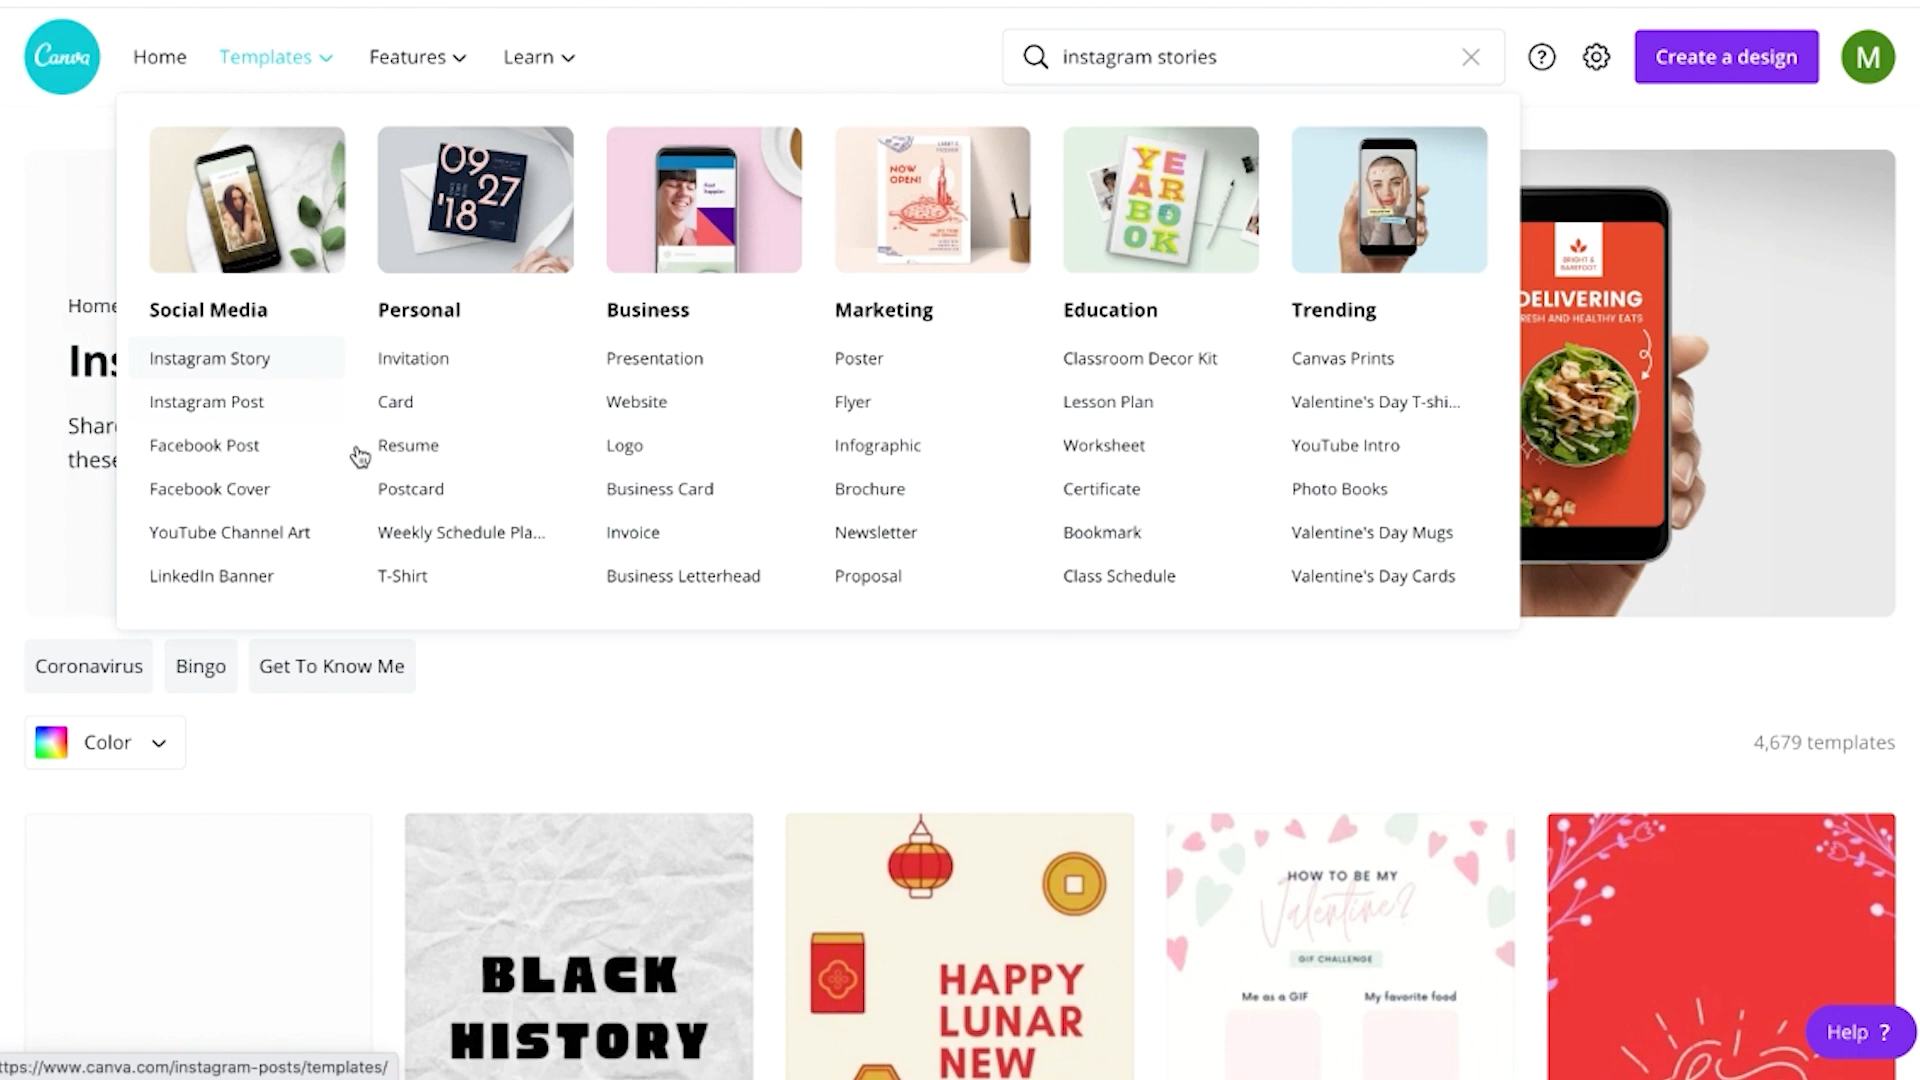 Canva
Home
Templates
Features
Learn
instagram stories
Create a design
M
09
27
'18
NOW
OPEN!
YE
AR
BO
OK
Social Media
Personal
Business
Marketing
Education
Trending
Instagram Story
Invitation
Presentation
Poster
Classroom Decor Kit
Canvas Prints
Instagram Post
Card
Website
Flyer
Lesson Plan
Valentine's Day T-shi...
Facebook Post
Resume
Logo
Infographic
Worksheet
YouTube Intro
Facebook Cover
Postcard
Business Card
Brochure
Certificate
Photo Books
YouTube Channel Art
Weekly Schedule Pla...
Invoice
Newsletter
Bookmark
Valentine's Day Mugs
LinkedIn Banner
T-Shirt
Business Letterhead
Proposal
Class Schedule
Valentine's Day Cards
Home
Ins
Shar
these
BRIGHT &
BAREFOOT
DELIVERING
RESH AND HEALTHY EATS
Coronavirus
Bingo
Get To Know Me
Color
4,679 templates
BLACK
HISTORY
HAPPY
LUNAR
NEW
HOW TO BE MY
Valentine?
GIF CHALLENGE
Me as a GIF
My favorite food
Help ?
ttps://www.canva.com/instagram-posts/templates/